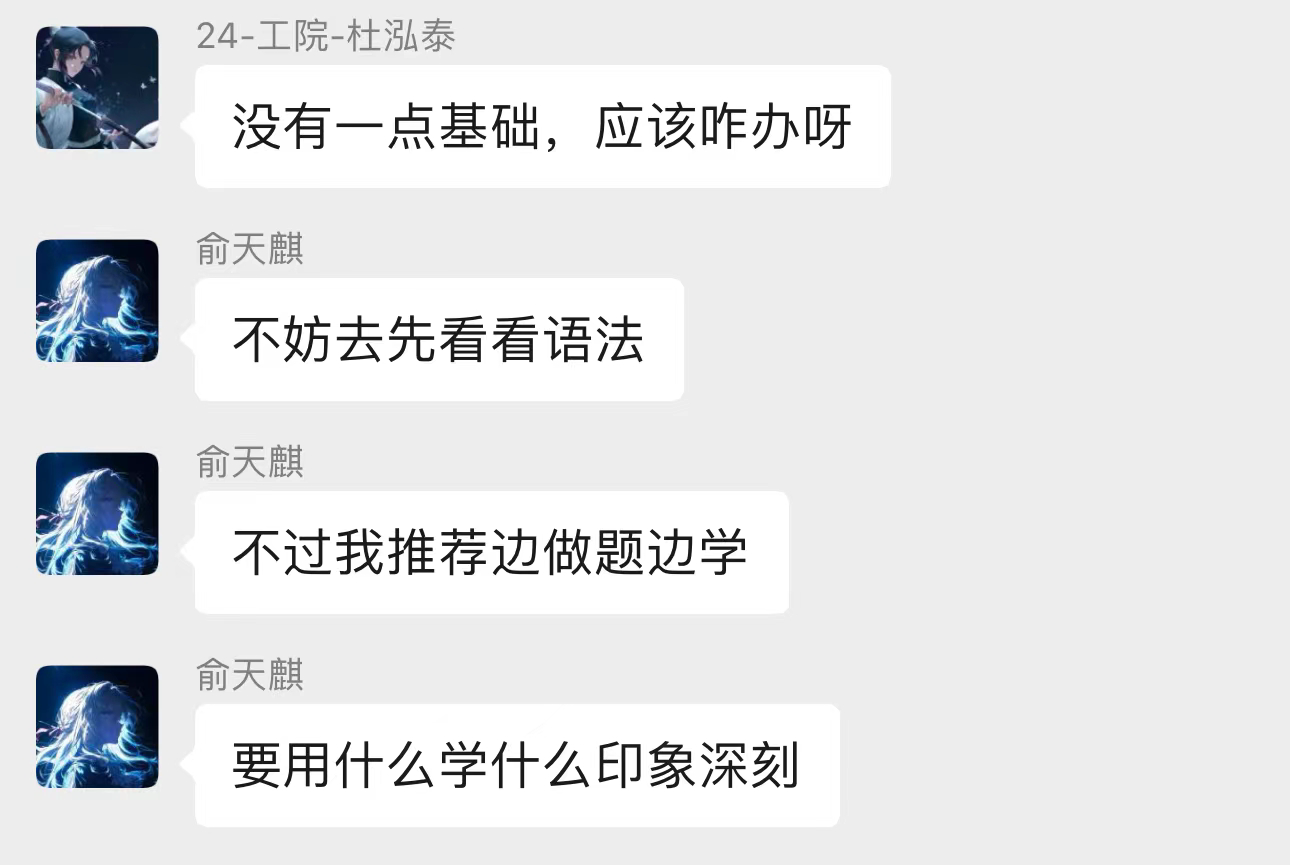 24-工院-杜泓泰
没有一点基础，应该咋办呀
俞天麒
不妨去先看看语法
俞天麒
不过我推荐边做题边学
俞天麒
要用什么学什么印象深刻